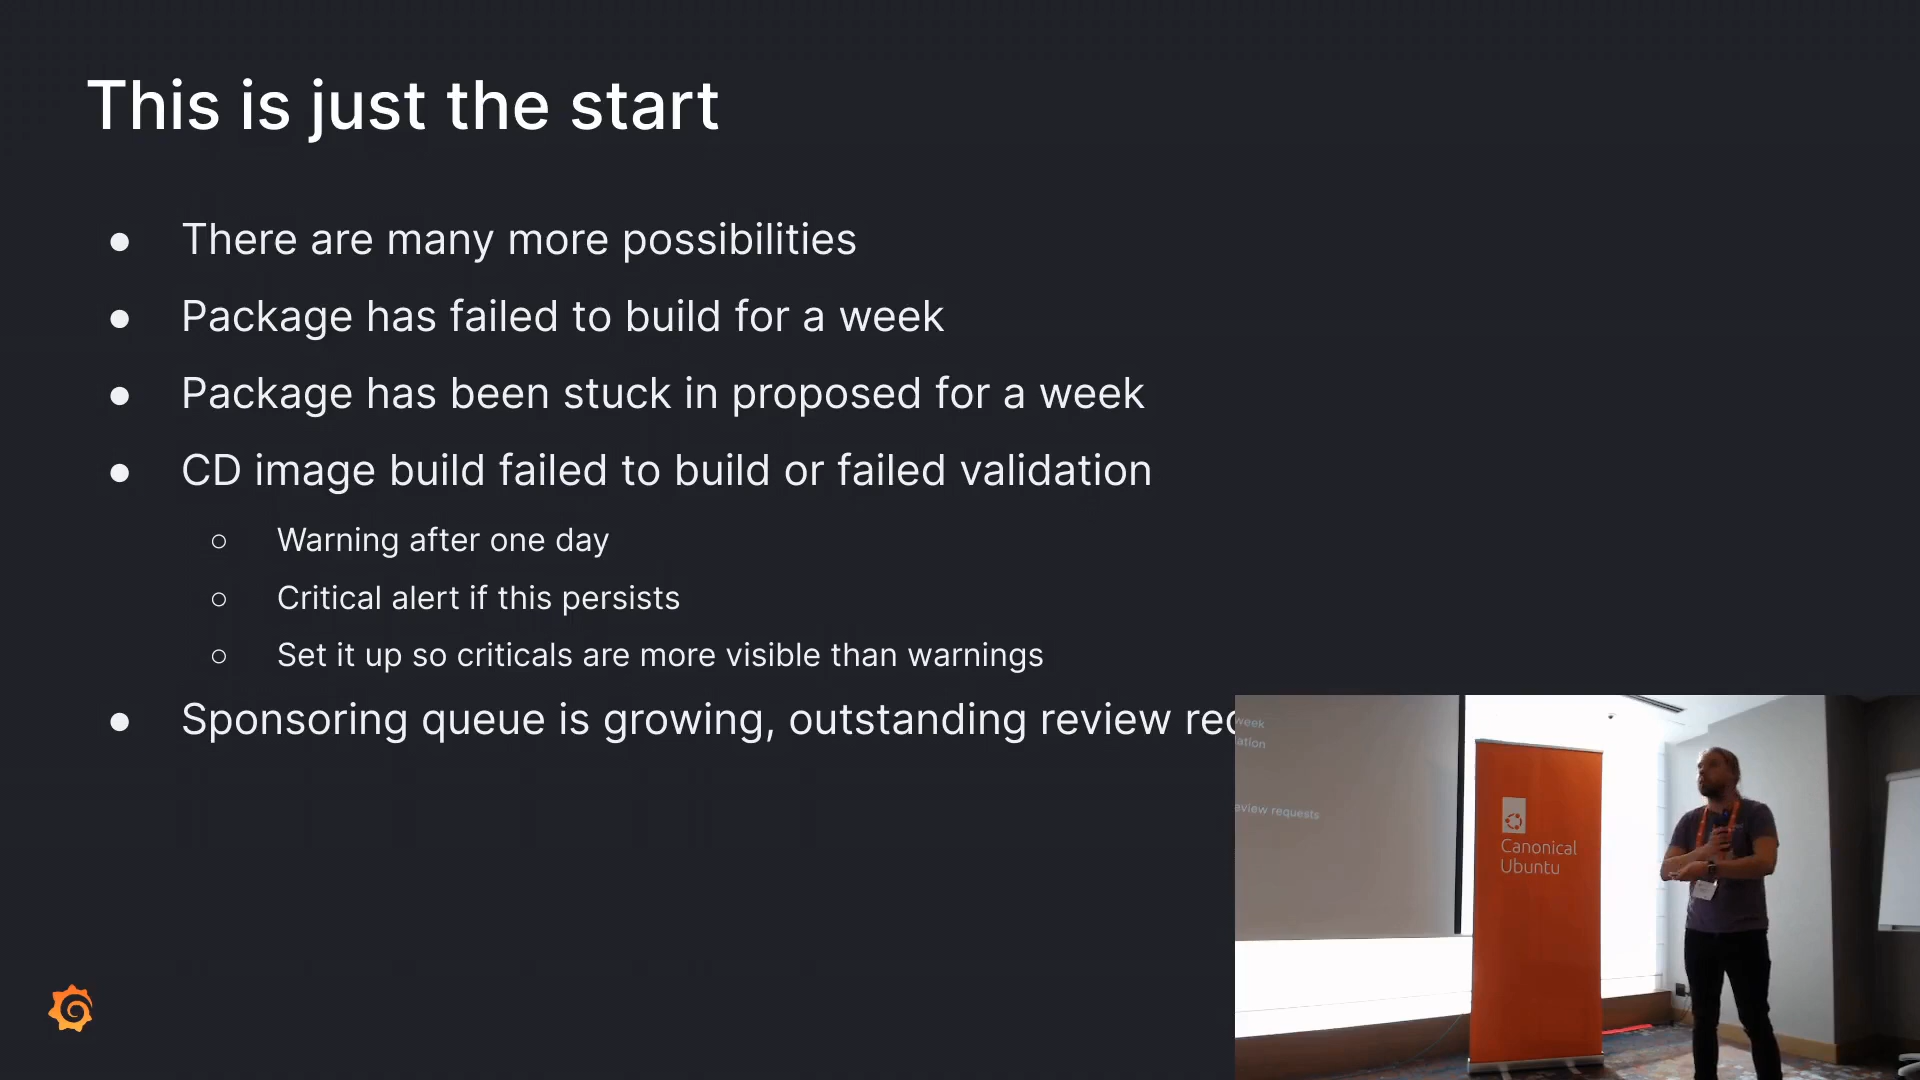 This is just the start
● There are many more possibilities
● Package has failed to build for a week
● Package has been stuck in proposed for a week
● CD image build failed to build or failed validation
○ Warning after one day
○ Critical alert if this persists
○ Set it up so criticals are more visible than warnings
● Sponsoring queue is growing, outstanding review
week
review requests
Canonical
Ubuntu